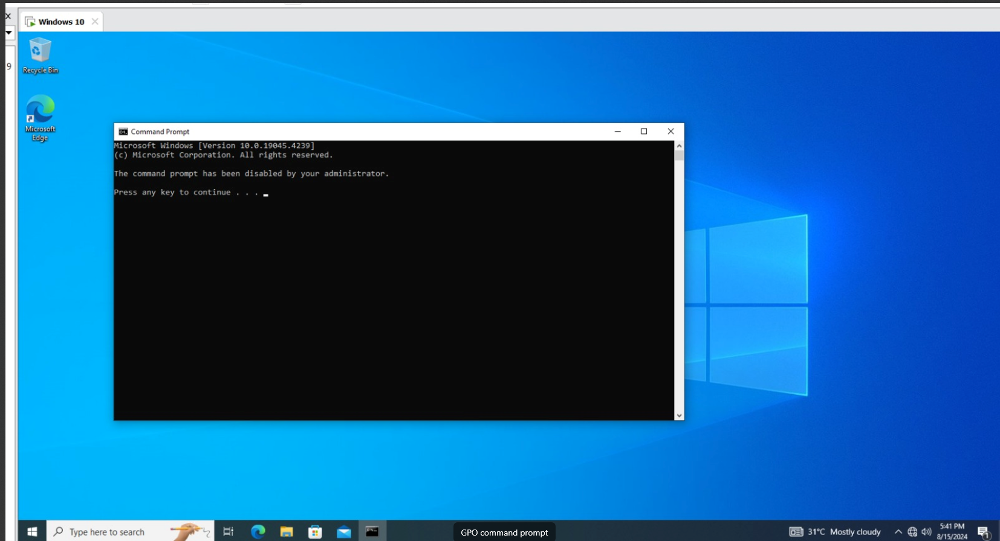 Windows 10
9
Recycle Bin
Microsoft
Edge
Command Prompt
Microsoft Windows [Version 10.0.19045.4239]
(c) Microsoft Corporation. All rights reserved.
The command prompt has been disabled by your administrator.
Press any key to continue . . .
Type here to search
GPO command prompt
31°C Mostly cloudy
5:41 PM
8/15/2024
1